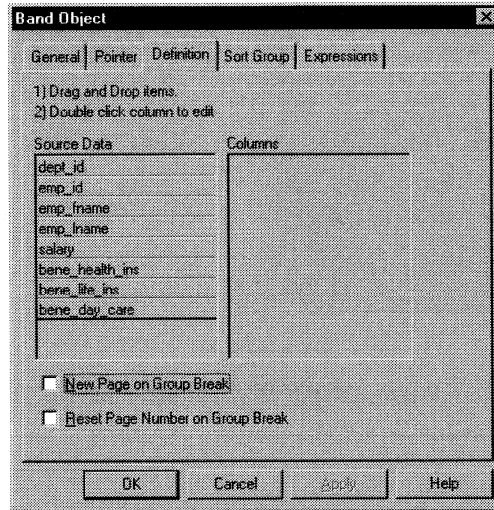 Band Object
General Pointer Definition Sort Group Expressions
1) Drag and Drop items.
2) Double click column to edit
Source Data Columns
dept_id
emp_id
emp_fname
emp_lname
salary
bene_health_ins
bene_life_ins
bene_day_care
New Page on Group Break
Reset Page Number on Group Break
OK Cancel Apply Help